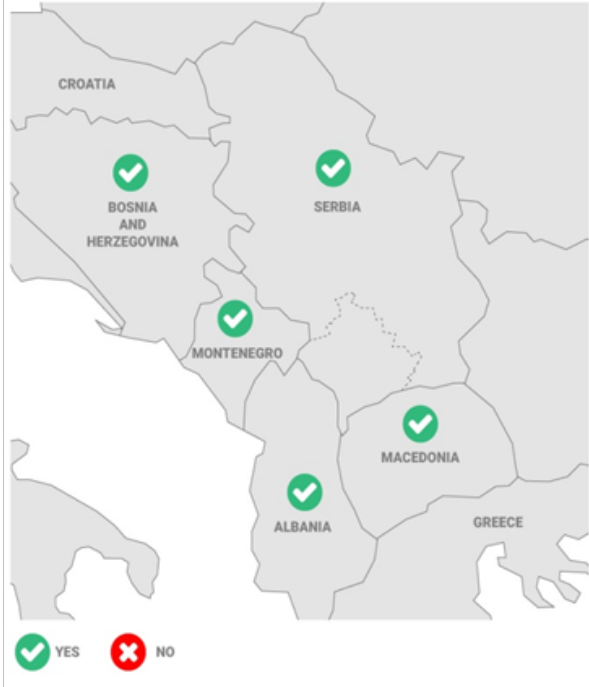 CROATIA
BOSNIA
AND
HERZEGOVINA
SERBIA
MONTENEGRO
MACEDONIA
ALBANIA
GREECE
YES
NO